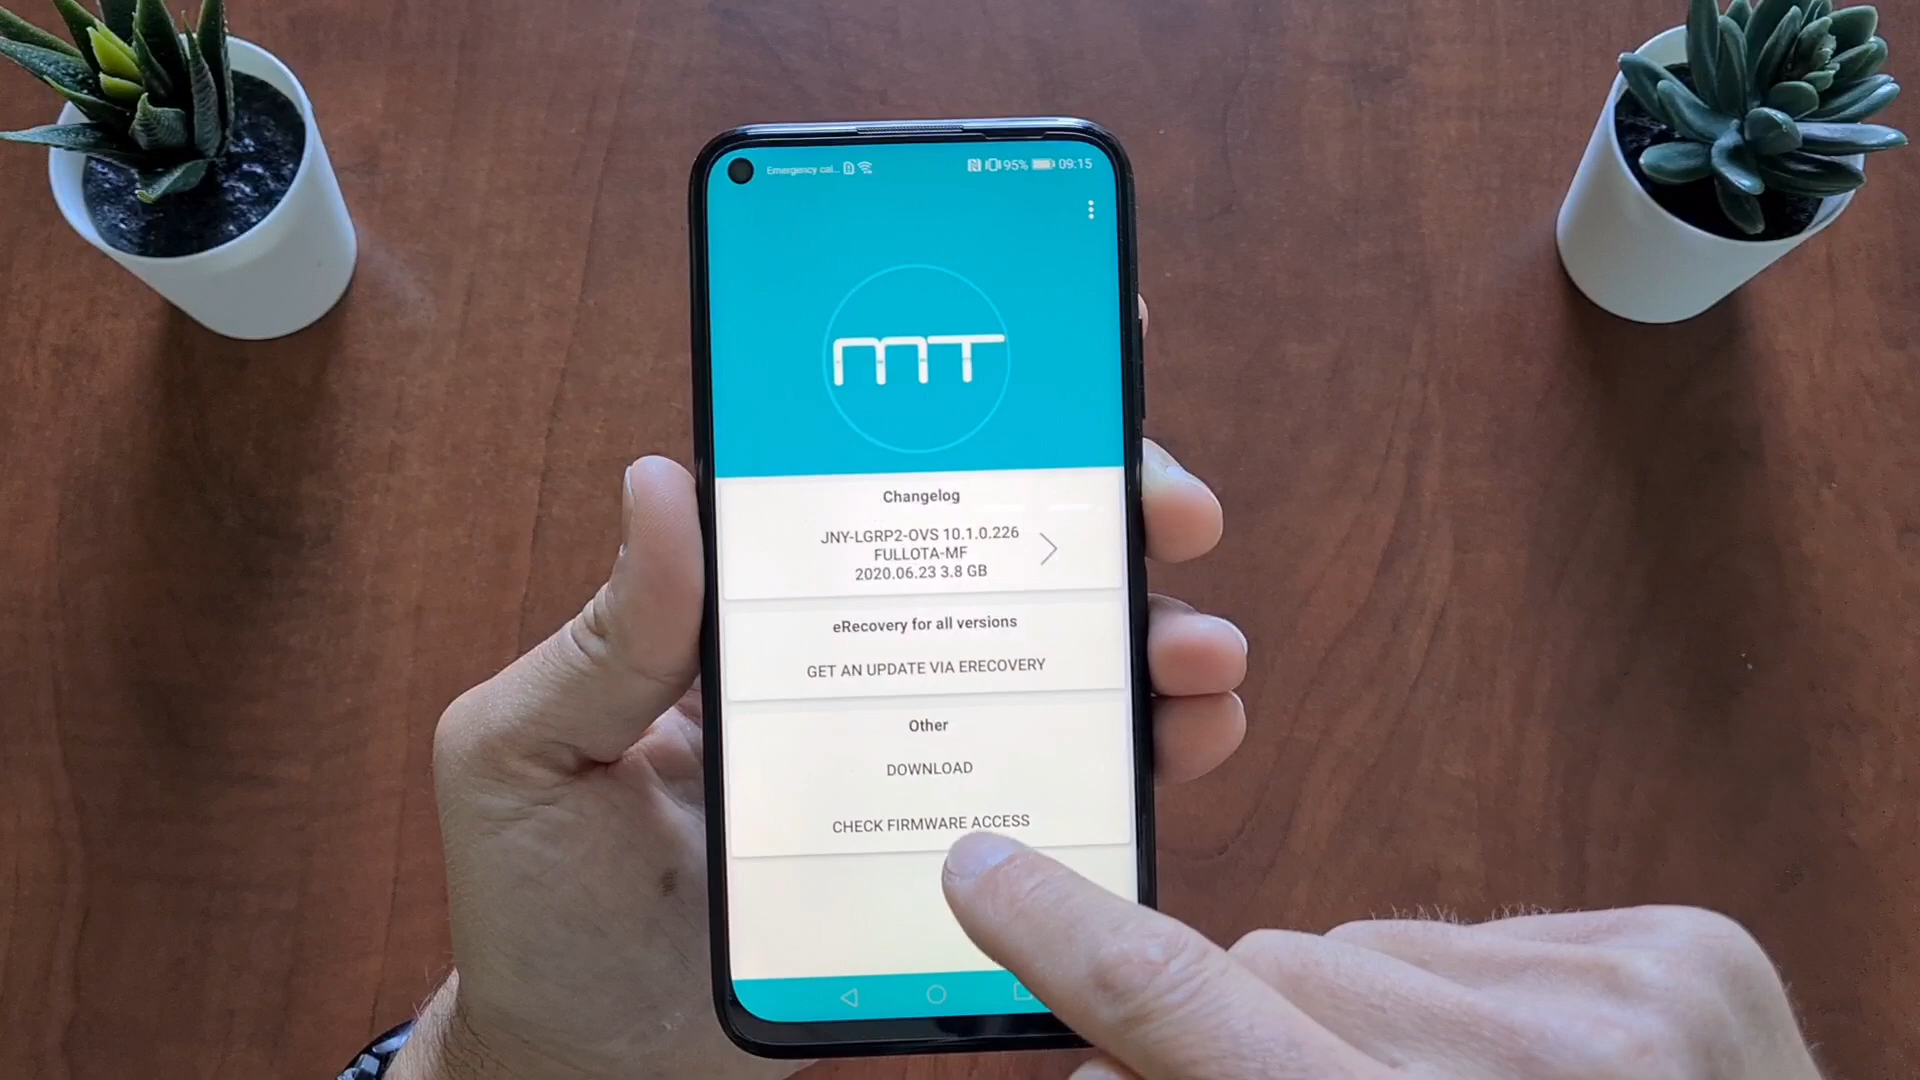 Emergency cal... 95% 09:15
mT
Changelog
JNY-LGRP2-OVS 10.1.0.226
FULLOTA-MF
2020.06.23 3.8 GB
eRecovery for all versions
GET AN UPDATE VIA ERECOVERY
Other
DOWNLOAD
CHECK FIRMWARE ACCESS